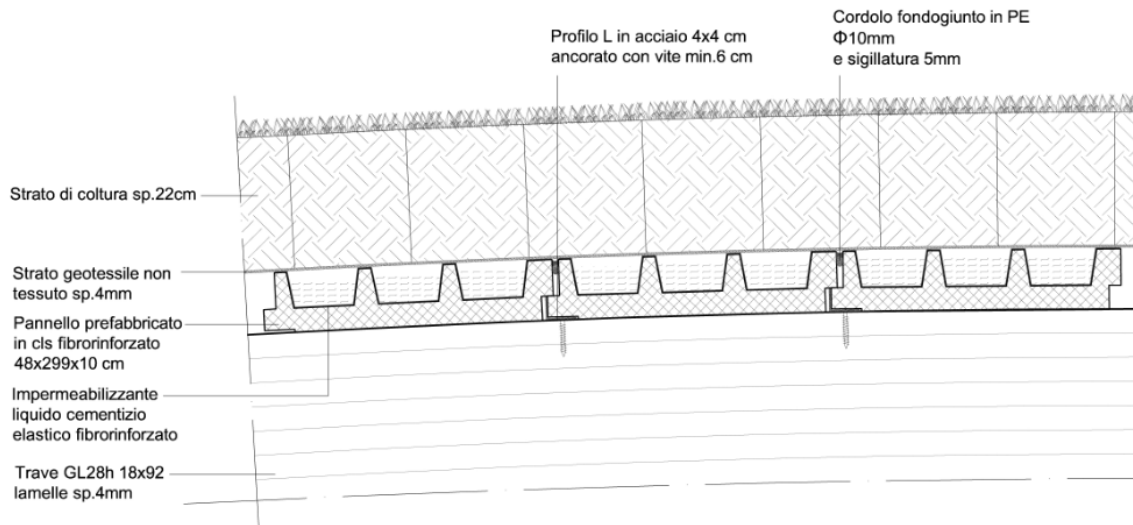 Profilo L in acciaio 4x4 cm
ancorato con vite min.6 cm
Cordolo fondogiunto in PE
Φ10mm
e sigillatura 5mm
Strato di coltura sp.22cm
Strato geotessile non
tessuto sp.4mm
Pannello prefabbricato
in cls fibrorinforzato
48x299x10 cm
Impermeabilizzante
liquido cementizio
elastico fibrorinforzato
Trave GL28h 18x92
lamelle sp.4mm